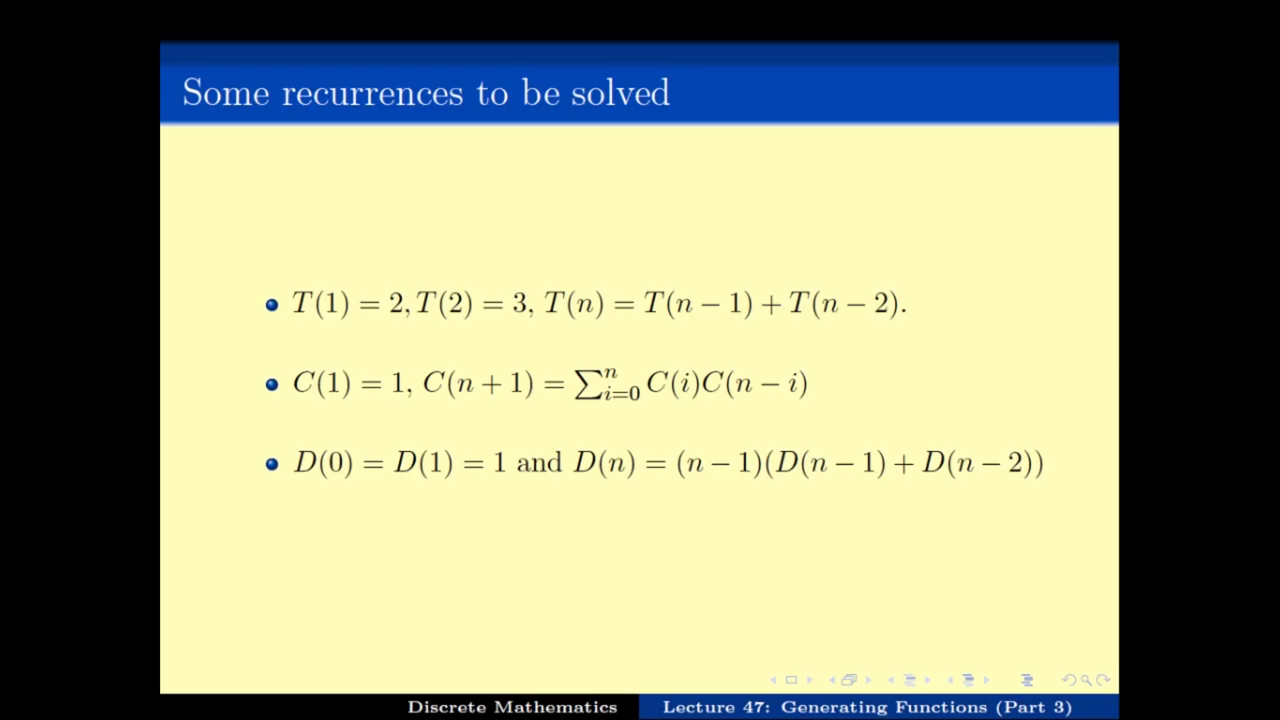 Some recurrences to be solved
T(1) = 2, T(2) = 3, T(n) = T(n − 1) + T(n − 2).
C(1) = 1, C(n + 1) = ∑ⁿᵢ₌₀ C(i)C(n − i)
D(0) = D(1) = 1 and D(n) = (n − 1)(D(n − 1) + D(n − 2))
Discrete Mathematics
Lecture 47: Generating Functions (Part 3)